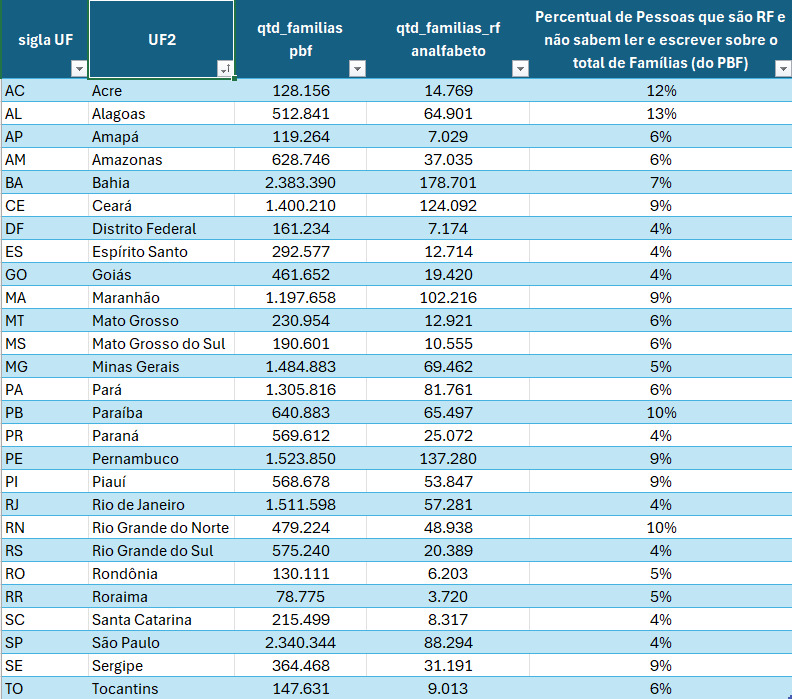 sigla UF | UF2 | qtd_familias pbf | qtd_familias_rf analfabeto | Percentual de Pessoas que são RF e não sabem ler e escrever sobre o total de Famílias (do PBF)
AC | Acre | 128.156 | 14.769 | 12%
AL | Alagoas | 512.841 | 64.901 | 13%
AP | Amapá | 119.264 | 7.029 | 6%
AM | Amazonas | 628.746 | 37.035 | 6%
BA | Bahia | 2.383.390 | 178.701 | 7%
CE | Ceará | 1.400.210 | 124.092 | 9%
DF | Distrito Federal | 161.234 | 7.174 | 4%
ES | Espírito Santo | 292.577 | 12.714 | 4%
GO | Goiás | 461.652 | 19.420 | 4%
MA | Maranhão | 1.197.658 | 102.216 | 9%
MT | Mato Grosso | 230.954 | 12.921 | 6%
MS | Mato Grosso do Sul | 190.601 | 10.555 | 6%
MG | Minas Gerais | 1.484.883 | 69.462 | 5%
PA | Pará | 1.305.816 | 81.761 | 6%
PB | Paraíba | 640.883 | 65.497 | 10%
PR | Paraná | 569.612 | 25.072 | 4%
PE | Pernambuco | 1.523.850 | 137.280 | 9%
PI | Piauí | 568.678 | 53.847 | 9%
RJ | Rio de Janeiro | 1.511.598 | 57.281 | 4%
RN | Rio Grande do Norte | 479.224 | 48.938 | 10%
RS | Rio Grande do Sul | 575.240 | 20.389 | 4%
RO | Rondônia | 130.111 | 6.203 | 5%
RR | Roraima | 78.775 | 3.720 | 5%
SC | Santa Catarina | 215.499 | 8.317 | 4%
SP | São Paulo | 2.340.344 | 88.294 | 4%
SE | Sergipe | 364.468 | 31.191 | 9%
TO | Tocantins | 147.631 | 9.013 | 6%